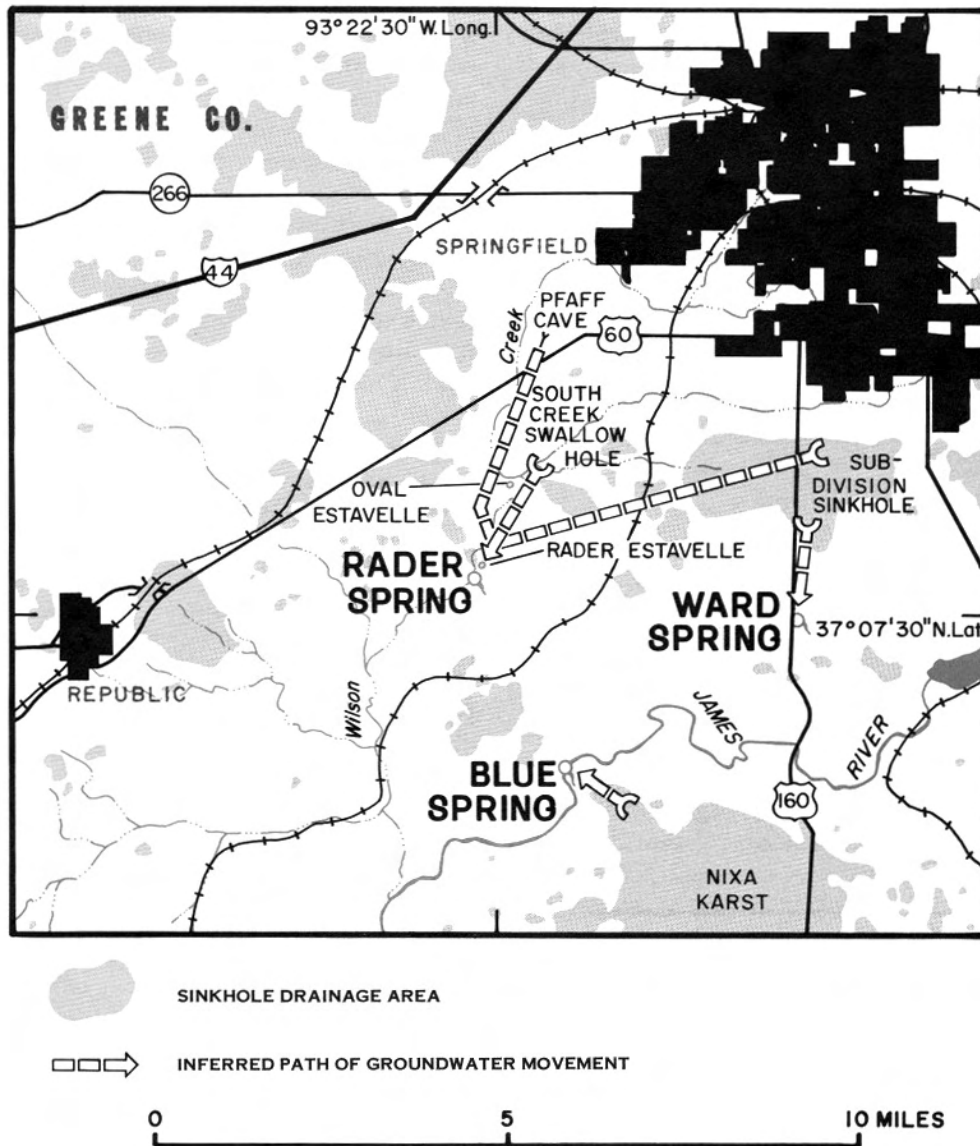 93°22'30" W. Long.
GREENE CO.
266
SPRINGFIELD
44
PFAFF
CAVE
Creek
60
SOUTH
CREEK
SWALLOW
HOLE
SUB-
DIVISION
SINKHOLE
OVAL
ESTAVELLE
RADER ESTAVELLE
RADER
SPRING
WARD
SPRING
37°07'30"N.Lat
REPUBLIC
Wilson
JAMES
RIVER
BLUE
SPRING
160
NIXA
KARST
SINKHOLE DRAINAGE AREA
INFERRED PATH OF GROUNDWATER MOVEMENT
0 5 10 MILES